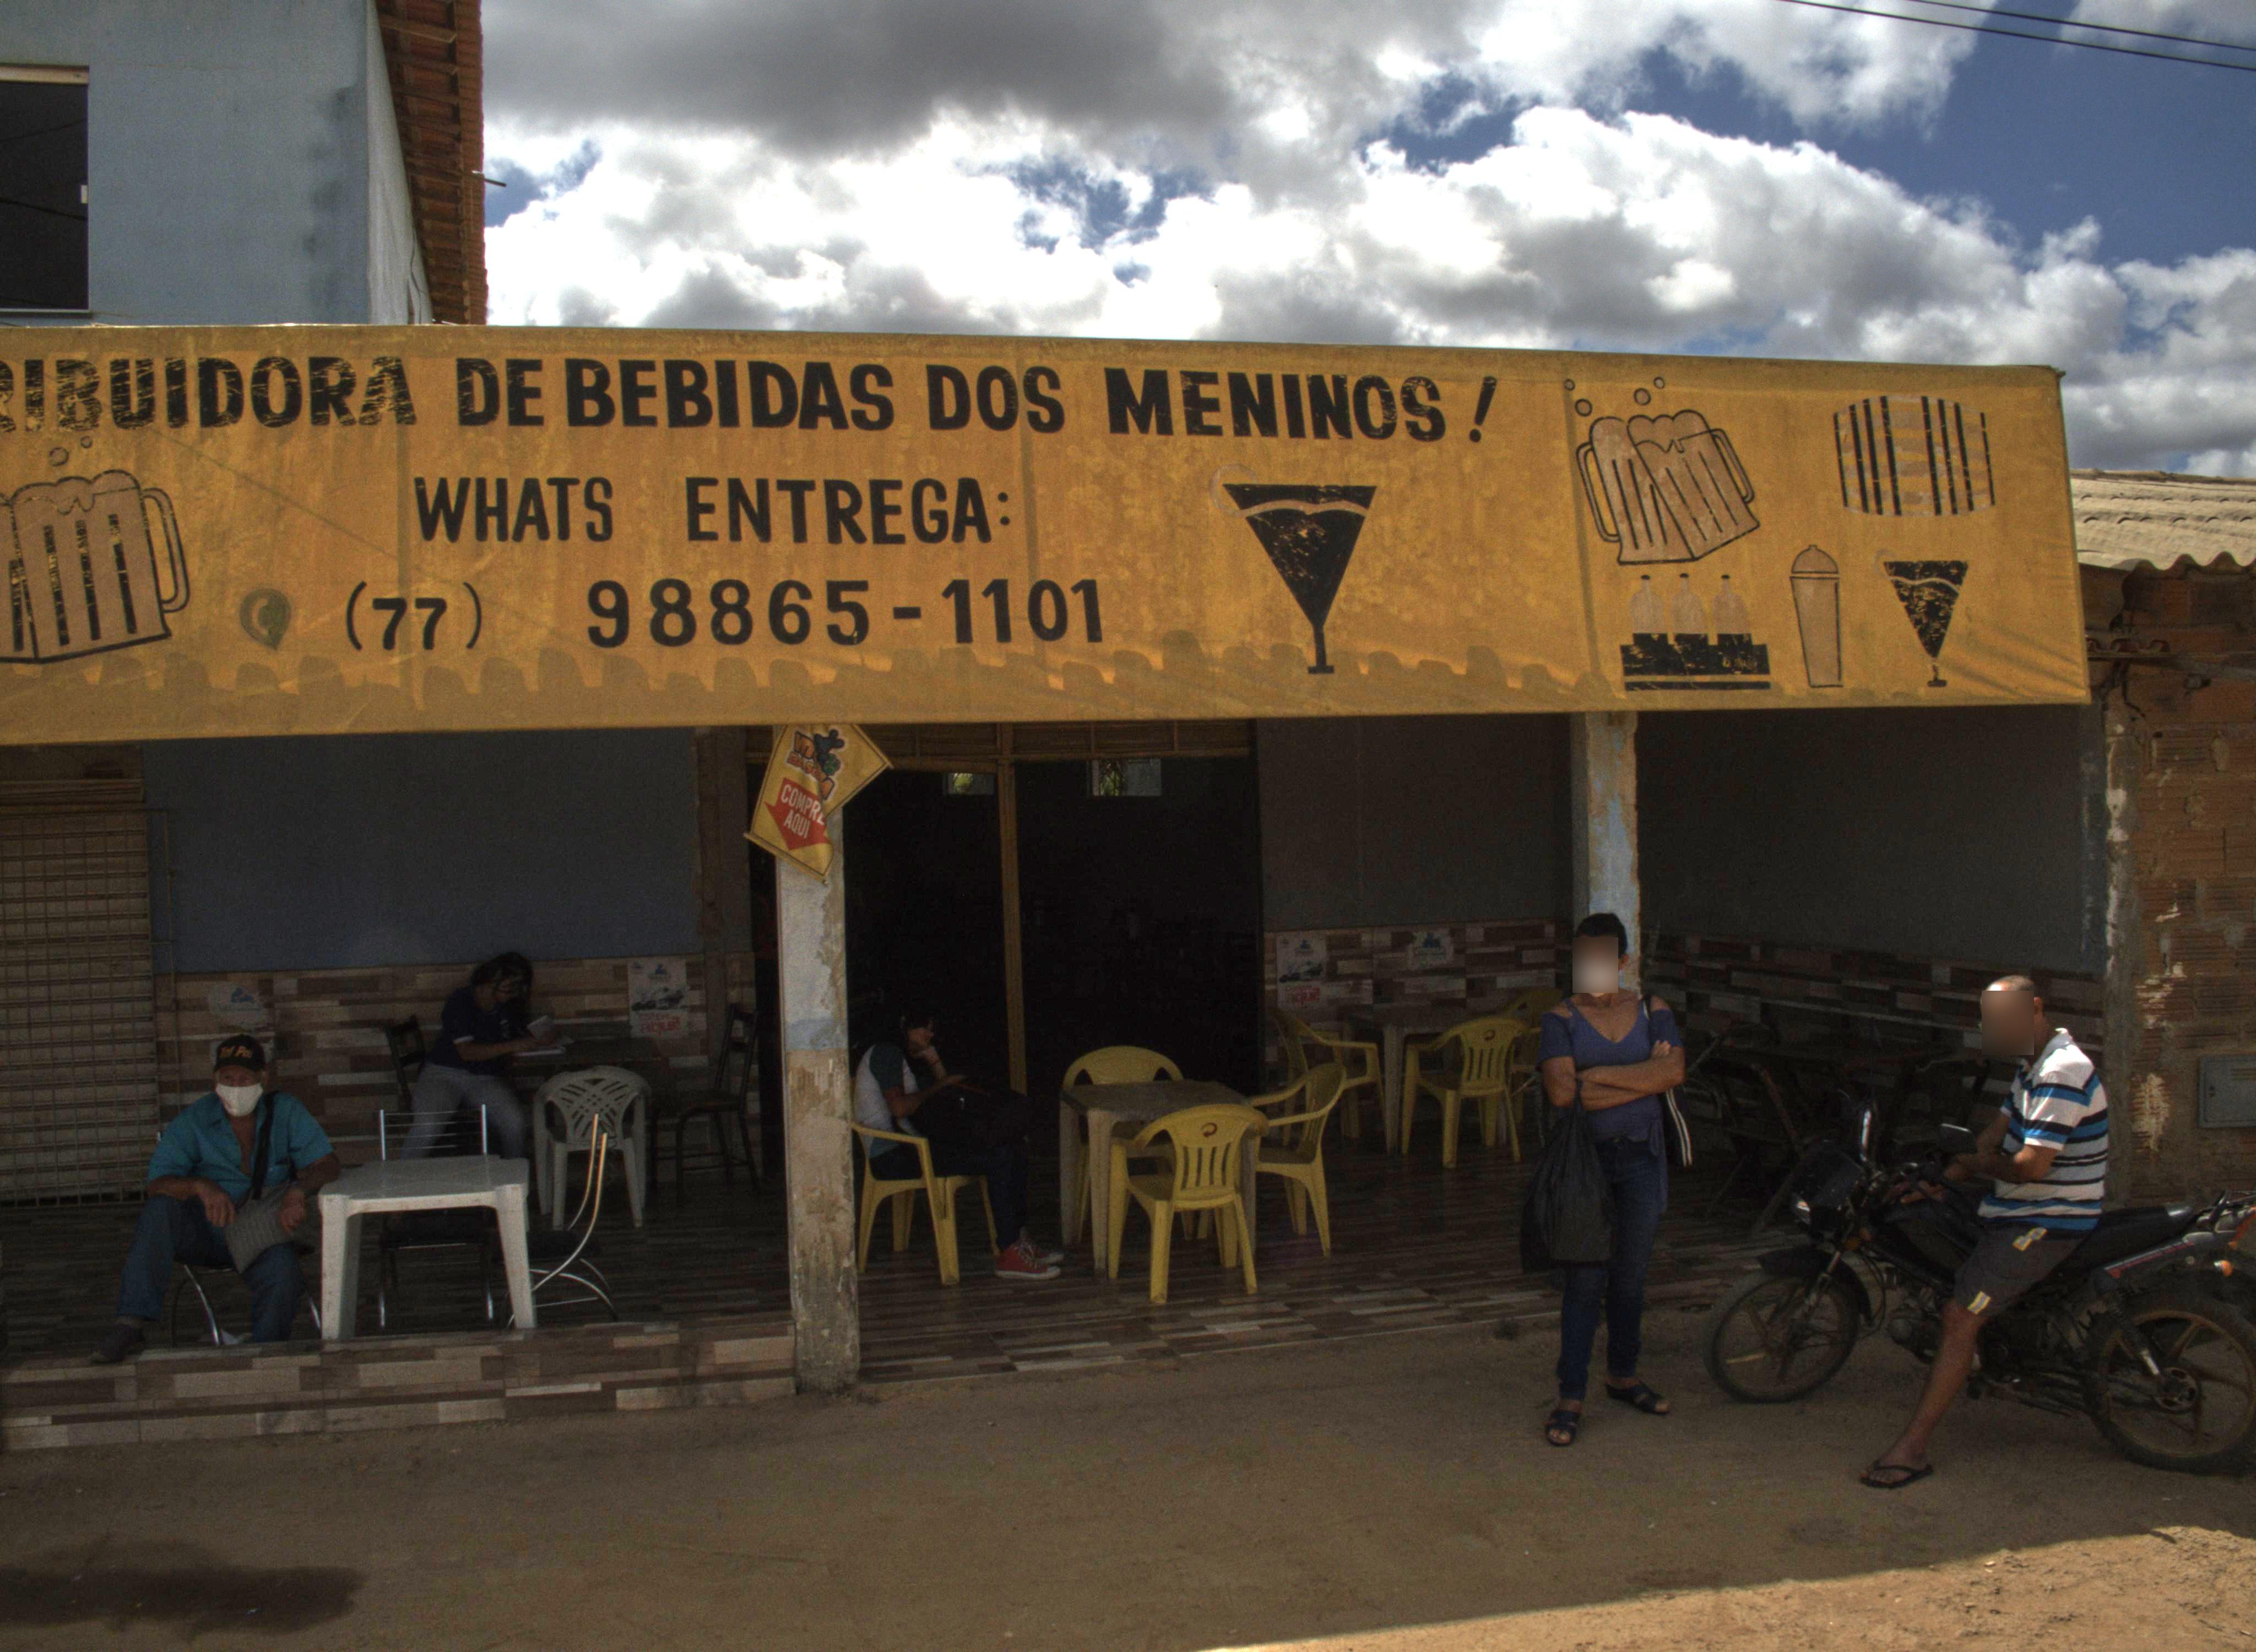 RIBUIDORA DE BEBIDAS DOS MENINOS!
WHATS ENTREGA:
(77) 98865-1101
COMPRE
AQUI